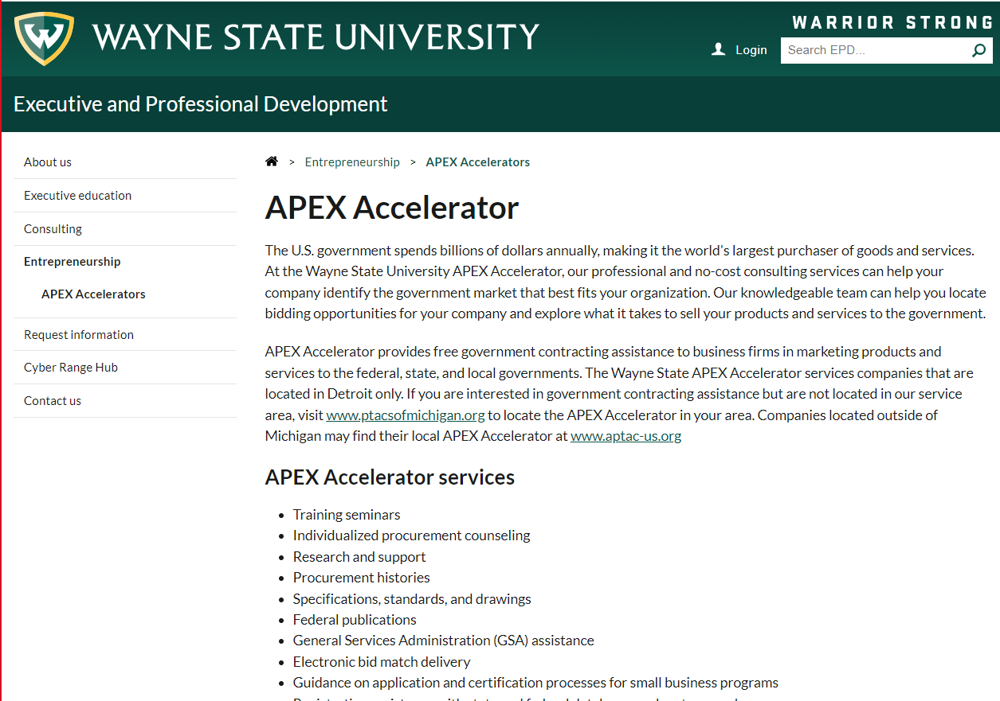 WAYNE STATE UNIVERSITY
WARRIOR STRONG
Login
Search EPD...
Executive and Professional Development
About us
Executive education
Consulting
Entrepreneurship
APEX Accelerators
Request information
Cyber Range Hub
Contact us
> Entrepreneurship > APEX Accelerators
APEX Accelerator
The U.S. government spends billions of dollars annually, making it the world's largest purchaser of goods and services.
At the Wayne State University APEX Accelerator, our professional and no-cost consulting services can help your
company identify the government market that best fits your organization. Our knowledgeable team can help you locate
bidding opportunities for your company and explore what it takes to sell your products and services to the government.
APEX Accelerator provides free government contracting assistance to business firms in marketing products and
services to the federal, state, and local governments. The Wayne State APEX Accelerator services companies that are
located in Detroit only. If you are interested in government contracting assistance but are not located in our service
area, visit www.ptacsofmichigan.org to locate the APEX Accelerator in your area. Companies located outside of
Michigan may find their local APEX Accelerator at www.aptac-us.org
APEX Accelerator services
• Training seminars
• Individualized procurement counseling
• Research and support
• Procurement histories
• Specifications, standards, and drawings
• Federal publications
• General Services Administration (GSA) assistance
• Electronic bid match delivery
• Guidance on application and certification processes for small business programs